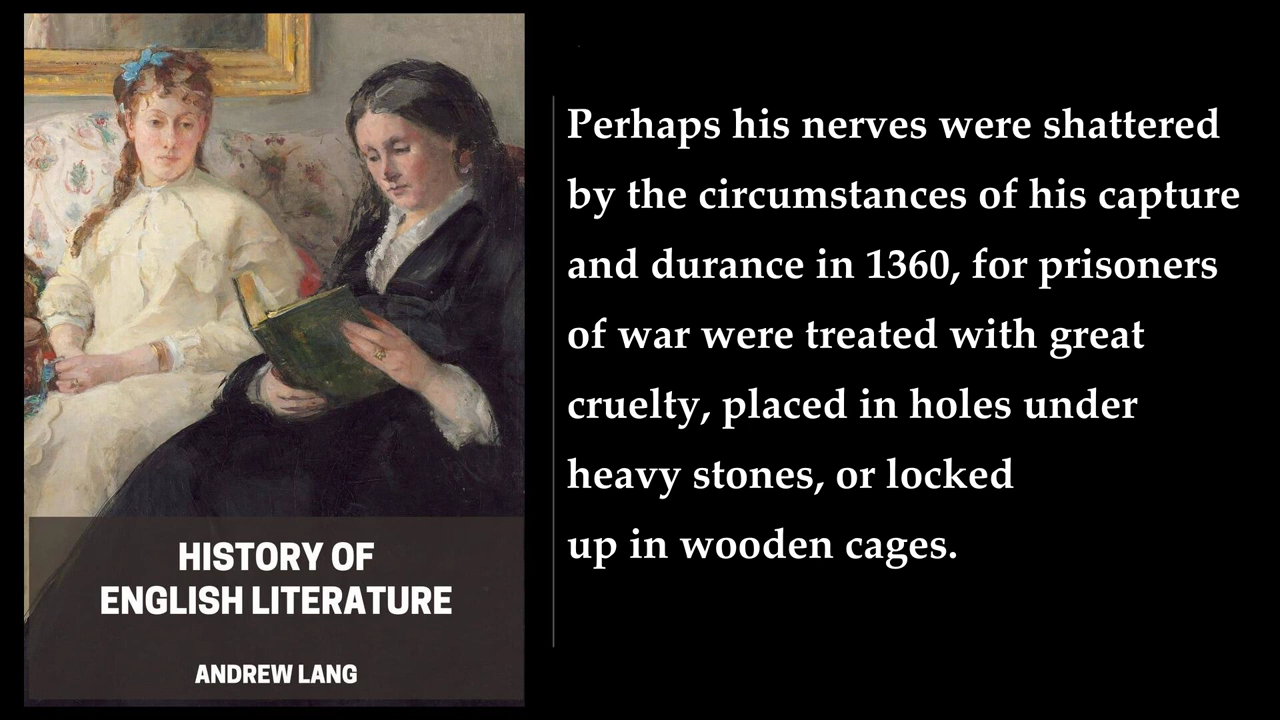 HISTORY OF
ENGLISH LITERATURE
ANDREW LANG
Perhaps his nerves were shattered
by the circumstances of his capture
and durance in 1360, for prisoners
of war were treated with great
cruelty, placed in holes under
heavy stones, or locked
up in wooden cages.